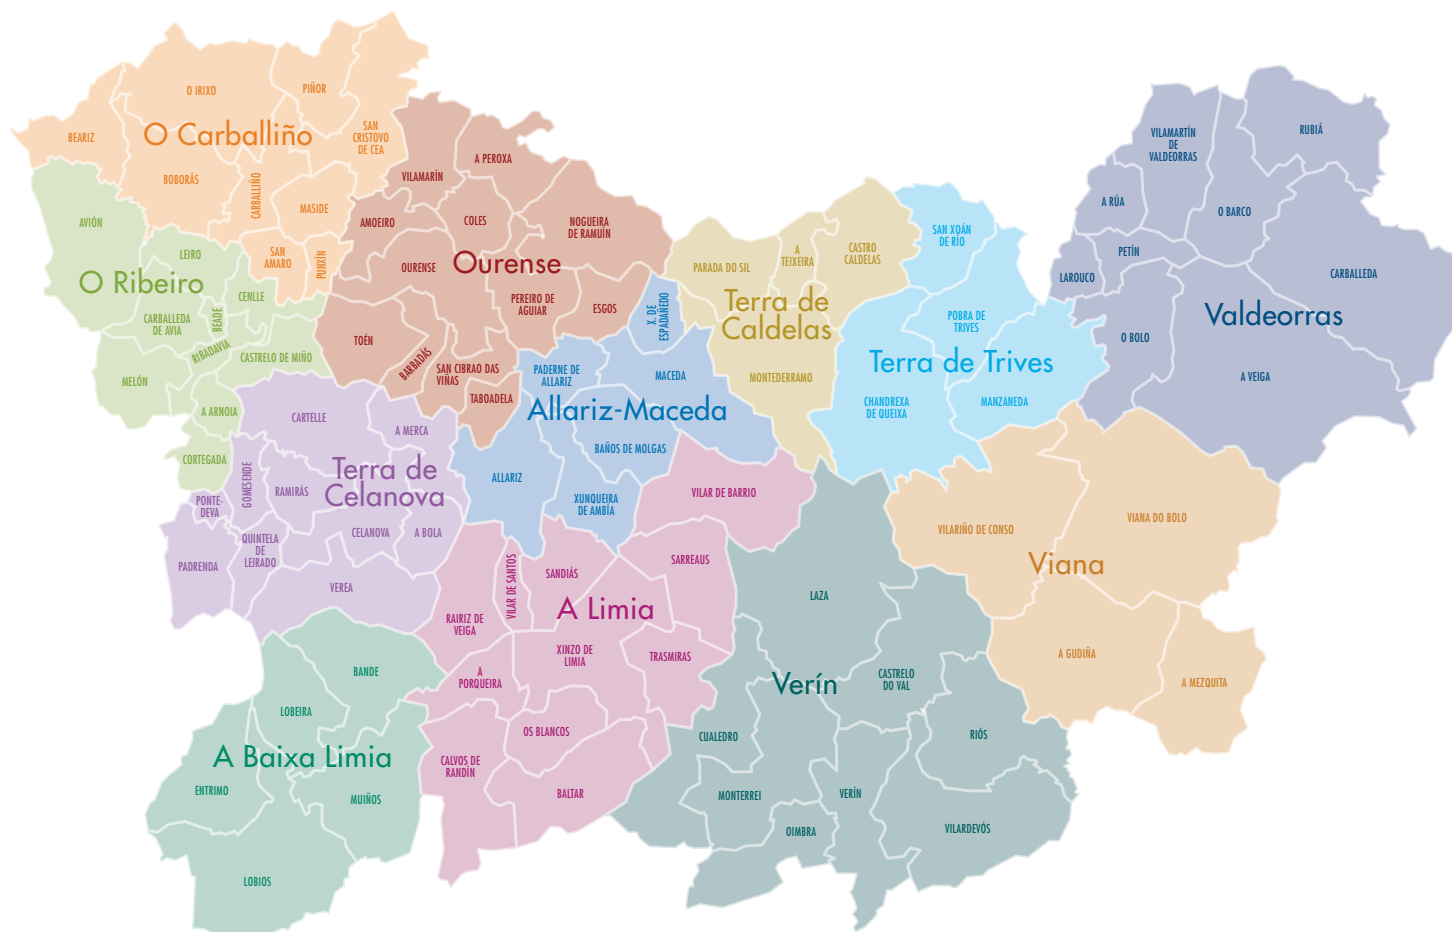 O IRIXO
PIÑOR
BEARIZ
O Carballiño
SAN
CRISTOVO
DE CEA
BOBORÁS
CARBALLIÑO
MASIDE
SAN
AMARO
PUNXÍN
AVIÓN
LEIRO
O Ribeiro
CENLLE
CARBALLEDA
DE AVIA
BEADE
RIBADAVIA
CASTRELO DE MIÑO
MELÓN
A ARNOIA
CORTEGADA
VILAMARÍN
A PEROXA
AMOEIRO
COLES
NOGUEIRA
DE RAMUÍN
OURENSE
Ourense
PEREIRO DE
AGUIAR
ESGOS
TOÉN
BARBADÁS
SAN CIBRAO DAS
VIÑAS
TABOADELA
PARADA DO SIL
A
TEIXEIRA
CASTRO
CALDELAS
Terra de
Caldelas
MONTEDERRAMO
SAN XOÁN
DE RÍO
POBRA DE
TRIVES
Terra de Trives
CHANDREXA
DE QUEIXA
MANZANEDA
VILAMARTÍN
DE
VALDEORRAS
RUBIÁ
A RÚA
O BARCO
PETÍN
LAROUCO
CARBALLEDA
Valdeorras
O BOLO
A VEIGA
X. DE
ESPADAÑEDO
PADERNE DE
ALLARIZ
MACEDA
Allariz-Maceda
BAÑOS DE MOLGAS
ALLARIZ
XUNQUEIRA
DE AMBÍA
CARTELLE
A MERCA
Terra de
Celanova
GOMESENDE
RAMIRÁS
PONTE-
DEVA
QUINTELA
DE
LEIRADO
CELANOVA
A BOLA
PADRENDA
VEREA
VILAR DE BARRIO
SARREAUS
SANDIÁS
VILAR DE SANTOS
A Limia
RAIRIZ DE
VEIGA
XINZO DE
LIMIA
TRASMIRAS
A
PORQUEIRA
OS BLANCOS
CALVOS DE
RANDÍN
BALTAR
BANDE
LOBEIRA
A Baixa Limia
ENTRIMO
MUIÑOS
LOBIOS
LAZA
CASTRELO
DO VAL
Verín
CUALEDRO
RIÓS
MONTERREI
VERÍN
OIMBRA
VILARDEVÓS
VILARIÑO DE CONSO
VIANA DO BOLO
Viana
A GUDIÑA
A MEZQUITA